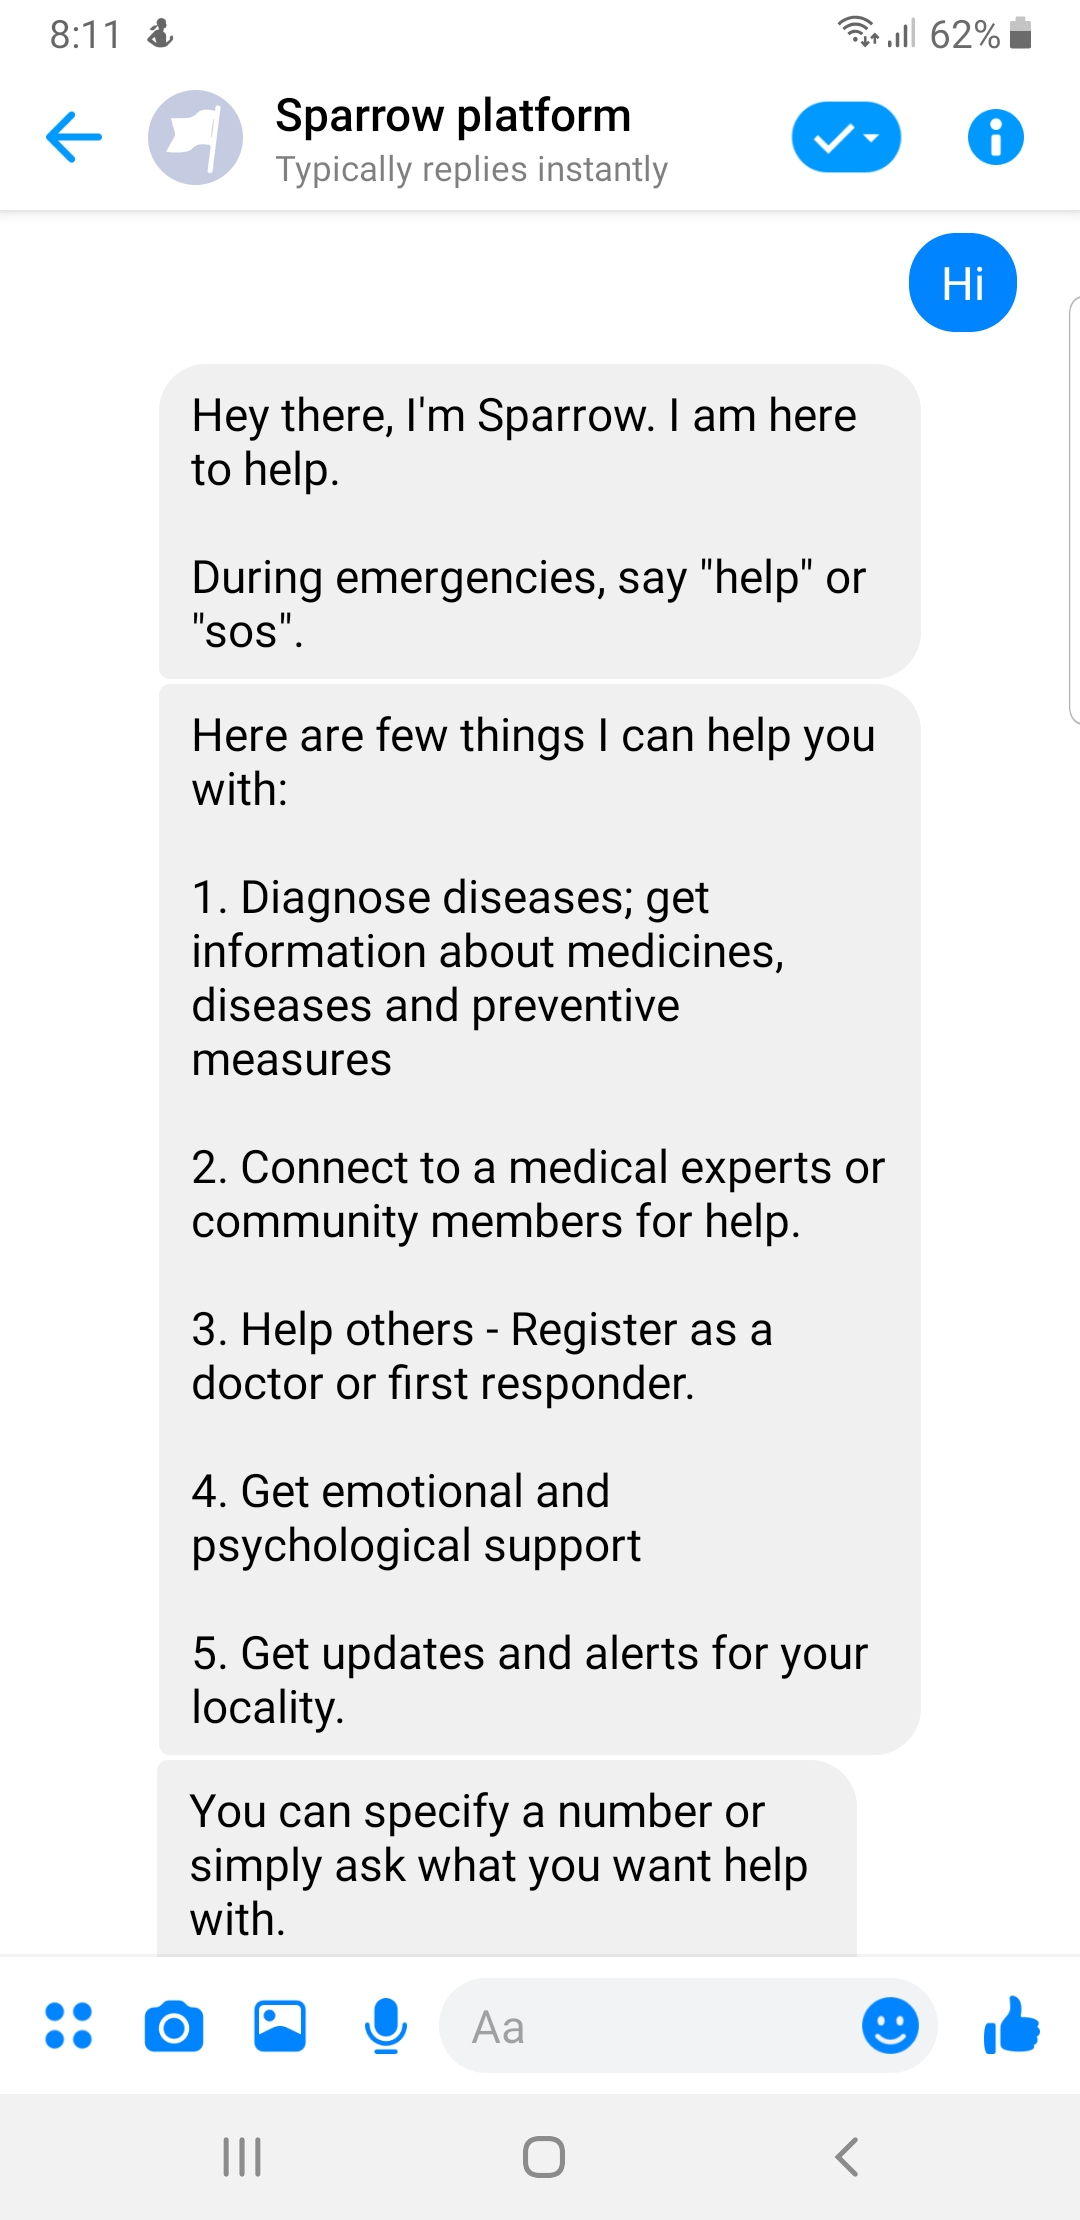 8:11 62%
Sparrow platform
Typically replies instantly
Hi
Hey there, I'm Sparrow. I am here
to help.
During emergencies, say "help" or
"sos".
Here are few things I can help you
with:
1. Diagnose diseases; get
information about medicines,
diseases and preventive
measures
2. Connect to a medical experts or
community members for help.
3. Help others - Register as a
doctor or first responder.
4. Get emotional and
psychological support
5. Get updates and alerts for your
locality.
You can specify a number or
simply ask what you want help
with.
Aa